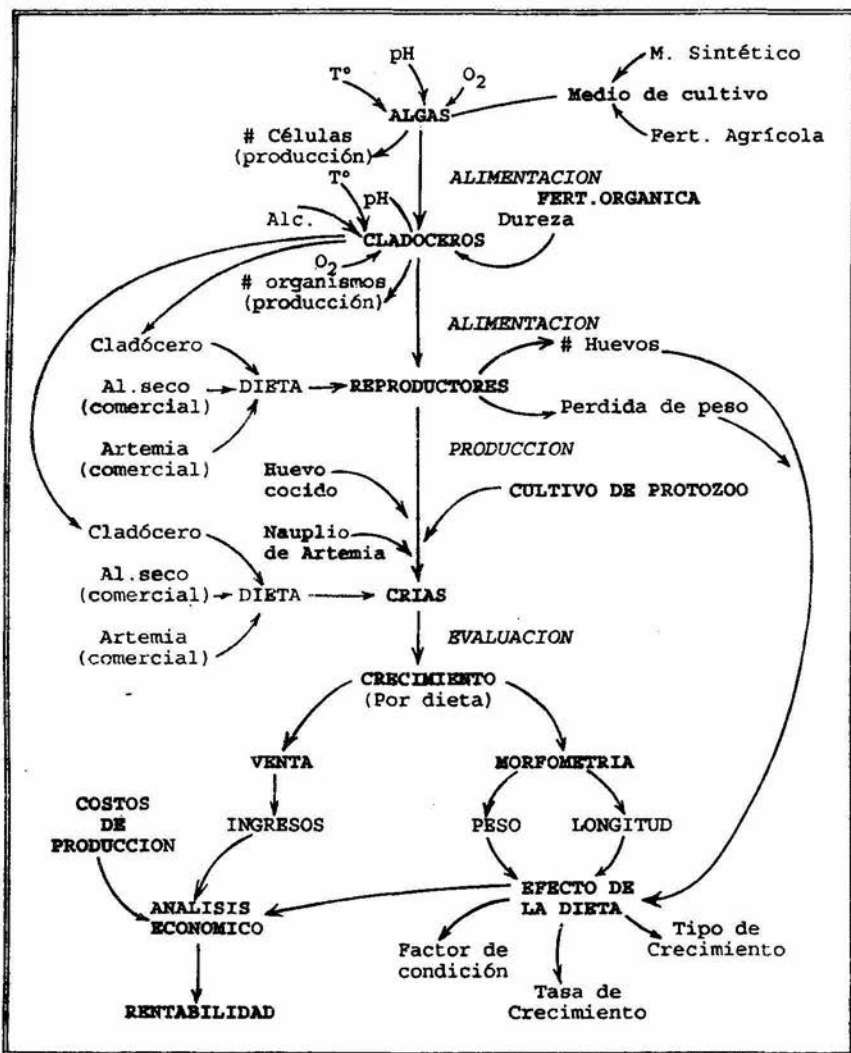 pH
M. Sintético
Tº
O2
Medio de cultivo
ALGAS
# Células
(producción)
Fert. Agrícola
Tº
ALIMENTACION
pH
FERT.ORGANICA
Alc.
Dureza
CLADOCEROS
O2
# organismos
(producción)
ALIMENTACION
Cladócero
# Huevos
Al.seco
(comercial)
DIETA
REPRODUCTORES
Perdida de peso
Artemia
(comercial)
PRODUCCION
Huevo
cocido
CULTIVO DE PROTOZOO
Cladócero
Nauplio
de Artemia
Al.seco
(comercial)
DIETA
CRIAS
Artemia
(comercial)
EVALUACION
CRECIMIENTO
(Por dieta)
VENTA
MORFOMETRIA
COSTOS
DE
PRODUCCION
INGRESOS
PESO
LONGITUD
EFECTO DE
LA DIETA
ANALISIS
ECONOMICO
Tipo de
Crecimiento
Factor de
condición
Tasa de
Crecimiento
RENTABILIDAD